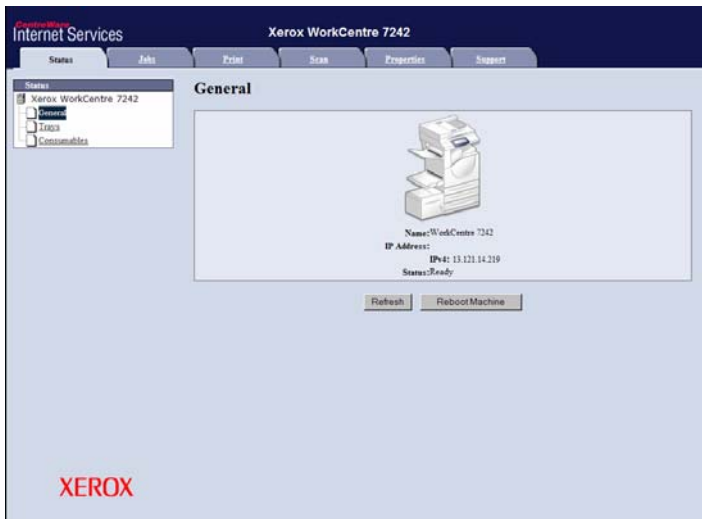 CentreWare
Internet Services
Xerox WorkCentre 7242
Status Jobs Print Scan Properties Support
Status
Xerox WorkCentre 7242
General
Trays
Consumables
General
Name:WorkCentre 7242
IP Address:
IPv4: 13.121.14.219
Status:Ready
Refresh Reboot Machine
XEROX